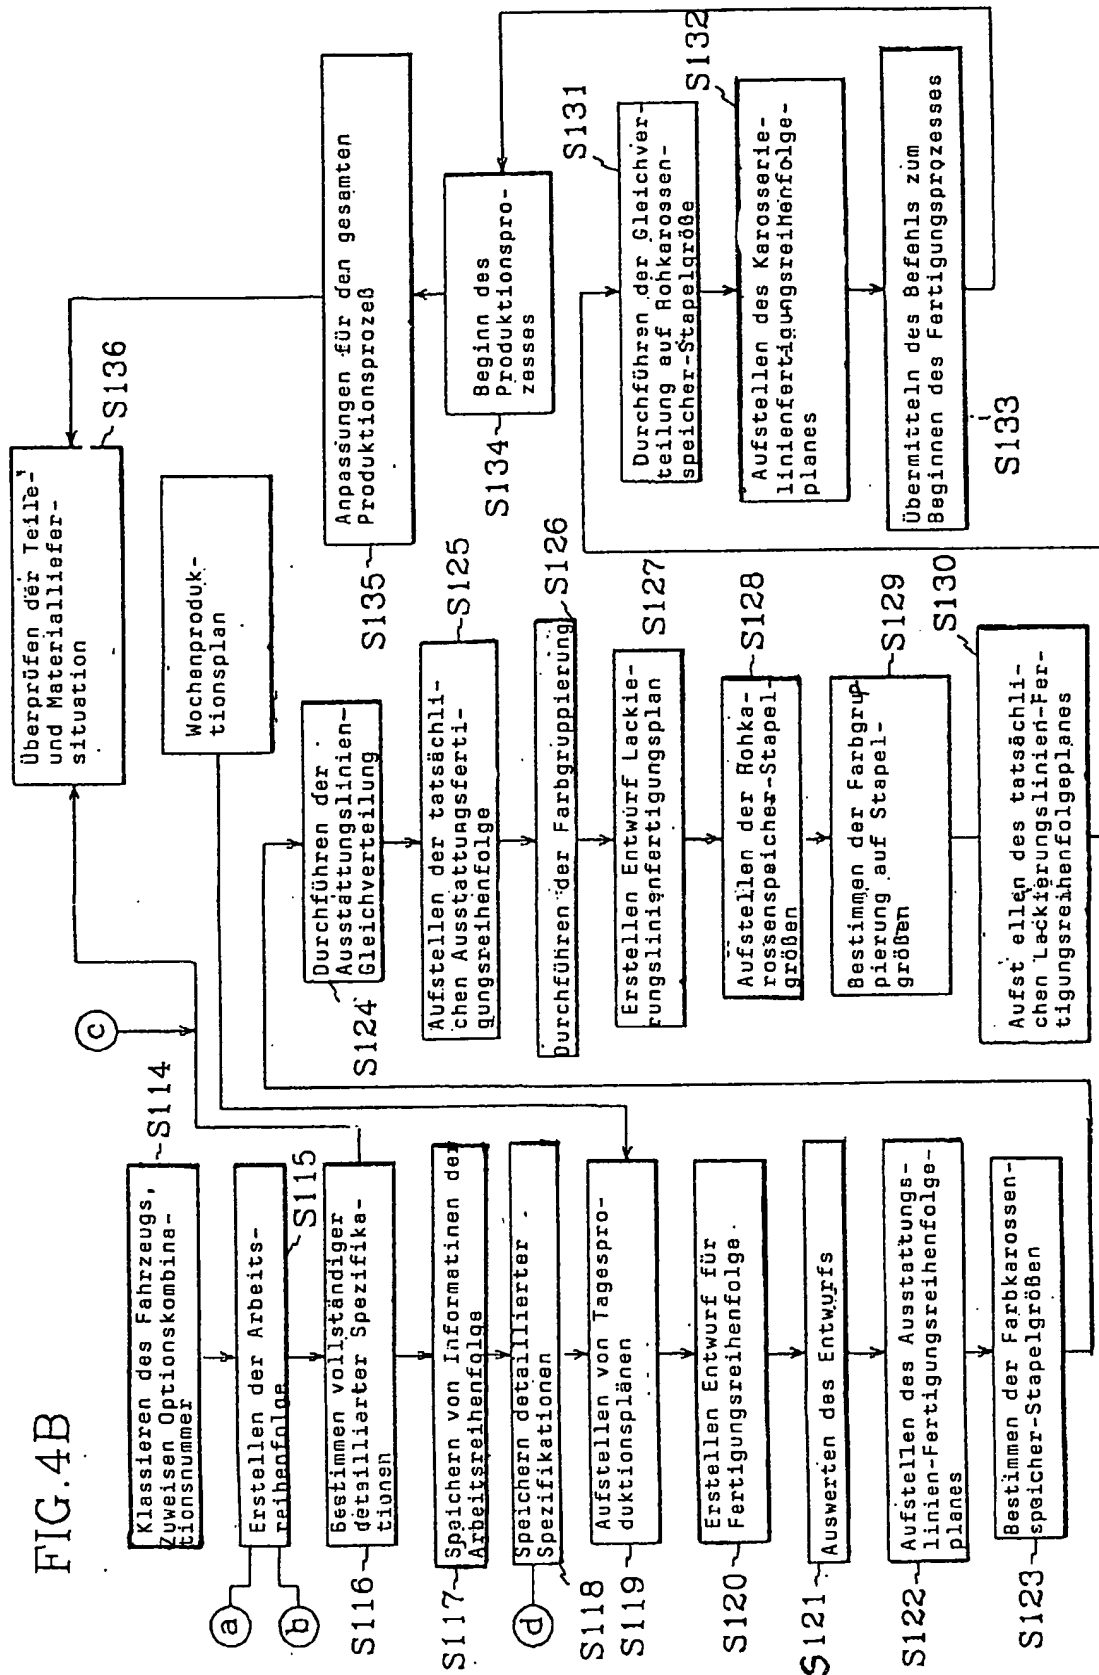 FIG.4B
Klassieren des Fahrzeugs,
Zuweisen Optionskombina-
tionsnummer
S114
Erstellen der Arbeits-
reihenfolge
S115
a
b
Bestimmen vollständiger
détaillierter Spezifika-
tionsn
S116
c
Speichern von Informatinen der
Arbeitsreihenfolge
S117
Speichern detaillierter
Spezifikationen
S118
d
Aufstellen von Tagespro-
duktionsplänen
S119
Erstellen Entwurf für
Fertigungsreihenfolge
S120
Auswerten des Entwurfs
S121
Aufstellen des Ausstattungs-
linien-Fertigungsreihenfolge-
planes
S122
Bestimmen der Farbkarossen-
speicher-Stapelgrößen
S123
Durchführen der
Ausstattungslinien-
Gleichverteilung
S124
Aufstellen der tatsächli-
chen Ausstattungsferti-
gungsreihenfolge
S125
Durchführen der Farbgruppierung
S126
Erstellen Entwurf Lackie-
rungslinienfertigungsplan
S127
Aufstellen der Rohka-
rossenspeicher-Stapel-
größen
S128
Bestimmen der Farbgrup
pierung auf Stapel-
größen
S129
Aufst ellen des tatsächli-
chen Lackierungslinien-Fer-
tigungsreihenfolgeplanes
S130
Überprüfen der Teile-
und Materialliefer-
situation
S136
Wochenproduk-
tionsplan
Anpassungen für den gesamten
Produktionsprozeß
S135
Beginn des
Produktionspro-
zesses
S134
Durchführen der Gleichver-
teilung auf Rohkarossen-
speicher-Stapelgröße
S131
Aufstellen des Karosserie-
linienfertigungsreihenfolge-
planes
S132
Übermitteln des Befehls zum
Beginnen des Fertigungsprozesses
S133